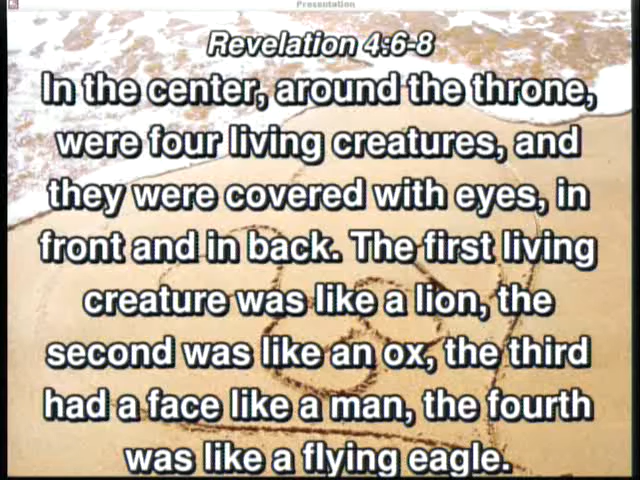 Presentation
Revelation 4:6-8
In the center, around the throne,
were four living creatures, and
they were covered with eyes, in
front and in back. The first living
creature was like a lion, the
second was like an ox, the third
had a face like a man, the fourth
was like a flying eagle.